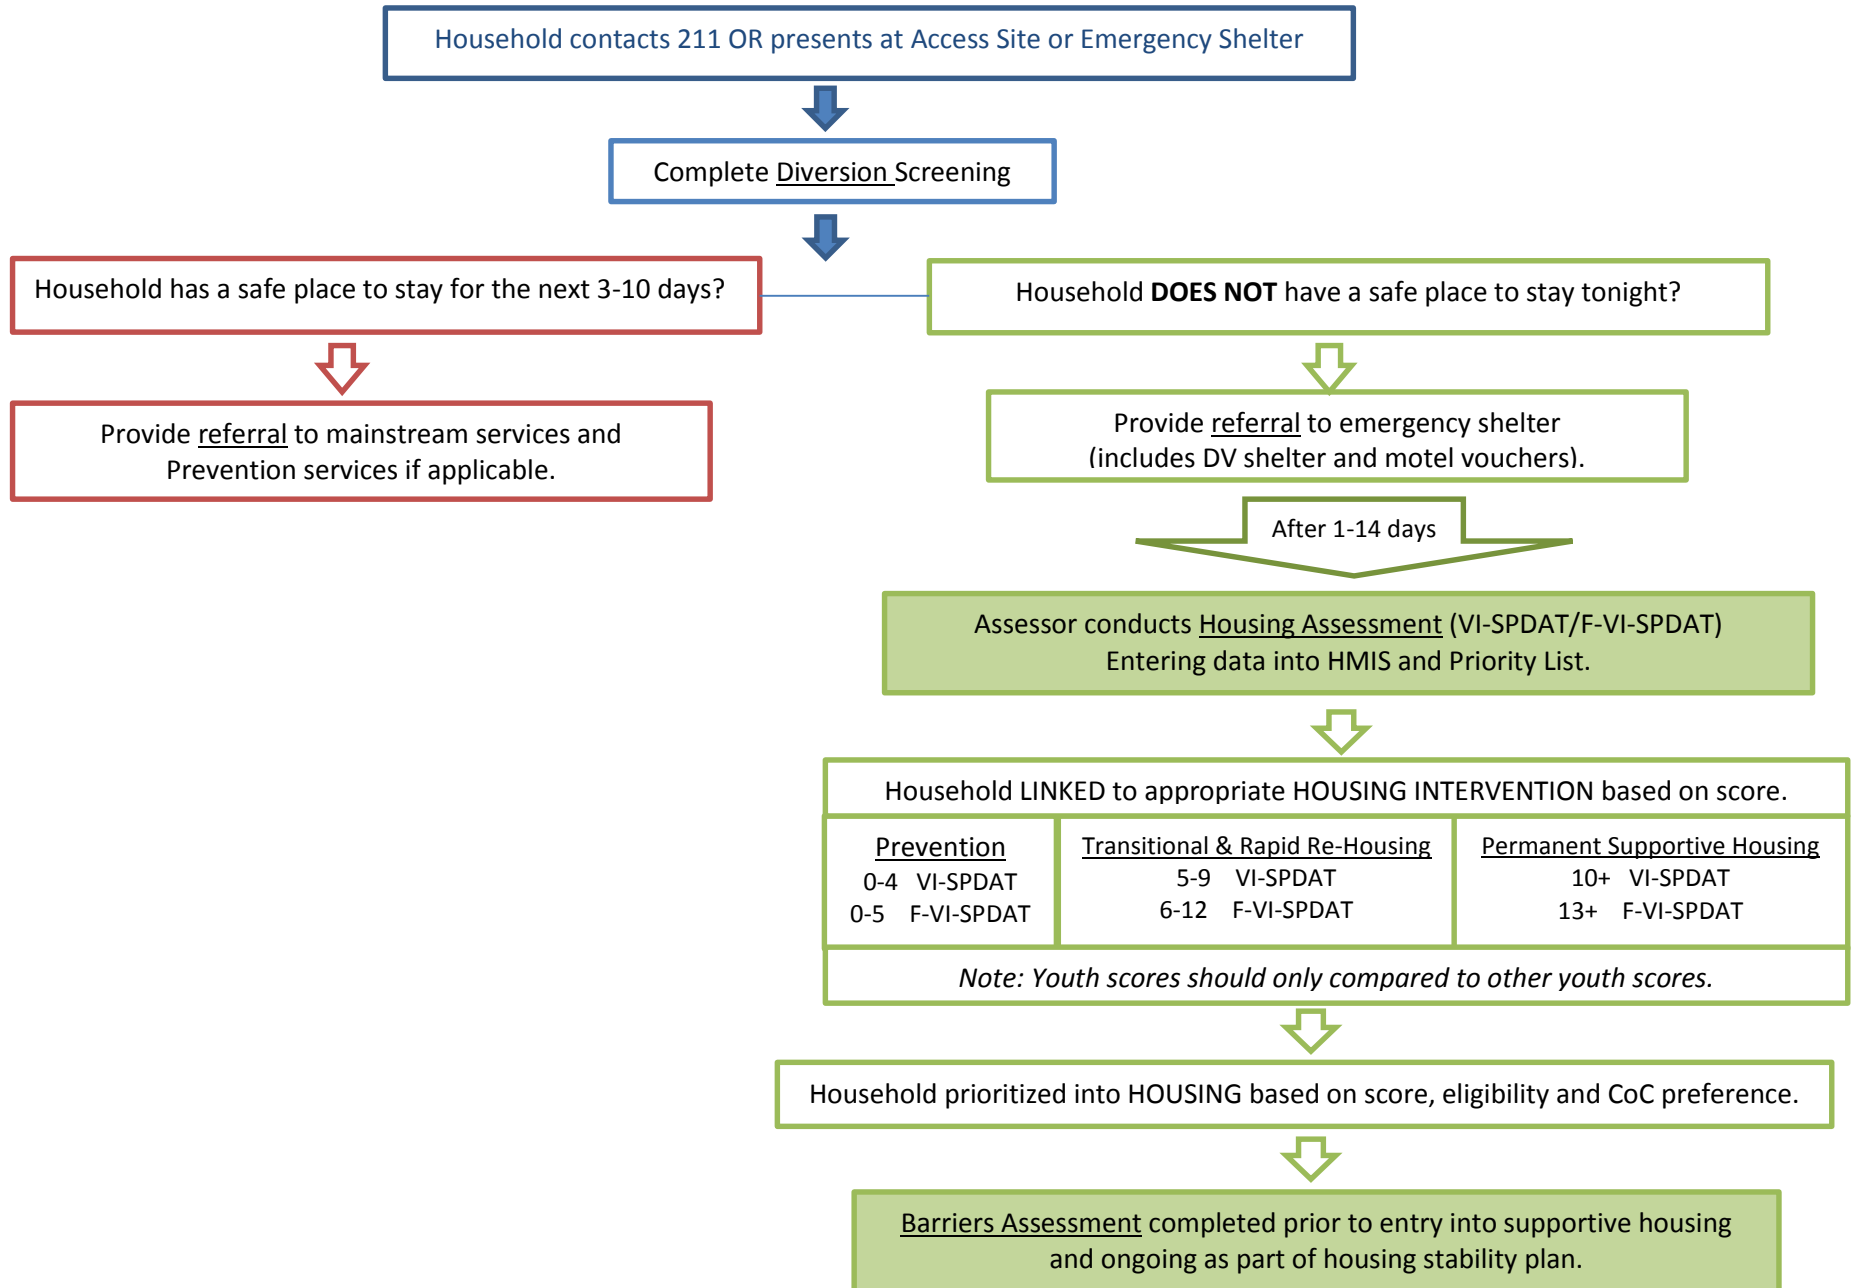 Household contacts 211 OR presents at Access Site or Emergency Shelter
Complete Diversion Screening
Household has a safe place to stay for the next 3-10 days?
Household DOES NOT have a safe place to stay tonight?
Provide referral to mainstream services and
Prevention services if applicable.
Provide referral to emergency shelter
(includes DV shelter and motel vouchers).
After 1-14 days
Assessor conducts Housing Assessment (VI-SPDAT/F-VI-SPDAT)
Entering data into HMIS and Priority List.
Household LINKED to appropriate HOUSING INTERVENTION based on score.
Prevention
0-4 VI-SPDAT
0-5 F-VI-SPDAT
Transitional & Rapid Re-Housing
5-9 VI-SPDAT
6-12 F-VI-SPDAT
Permanent Supportive Housing
10+ VI-SPDAT
13+ F-VI-SPDAT
Note: Youth scores should only compared to other youth scores.
Household prioritized into HOUSING based on score, eligibility and CoC preference.
Barriers Assessment completed prior to entry into supportive housing
and ongoing as part of housing stability plan.